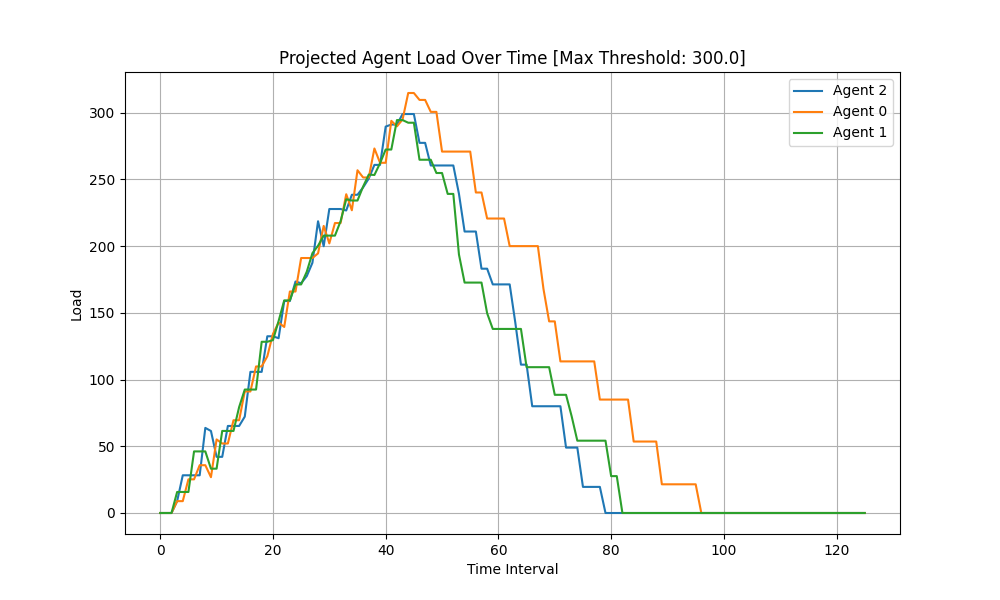 Projected Agent Load Over Time [Max Threshold: 300.0]
Agent 2
Agent 0
Agent 1
Load
300
250
200
150
100
50
0
0 20 40 60 80 100 120
Time Interval